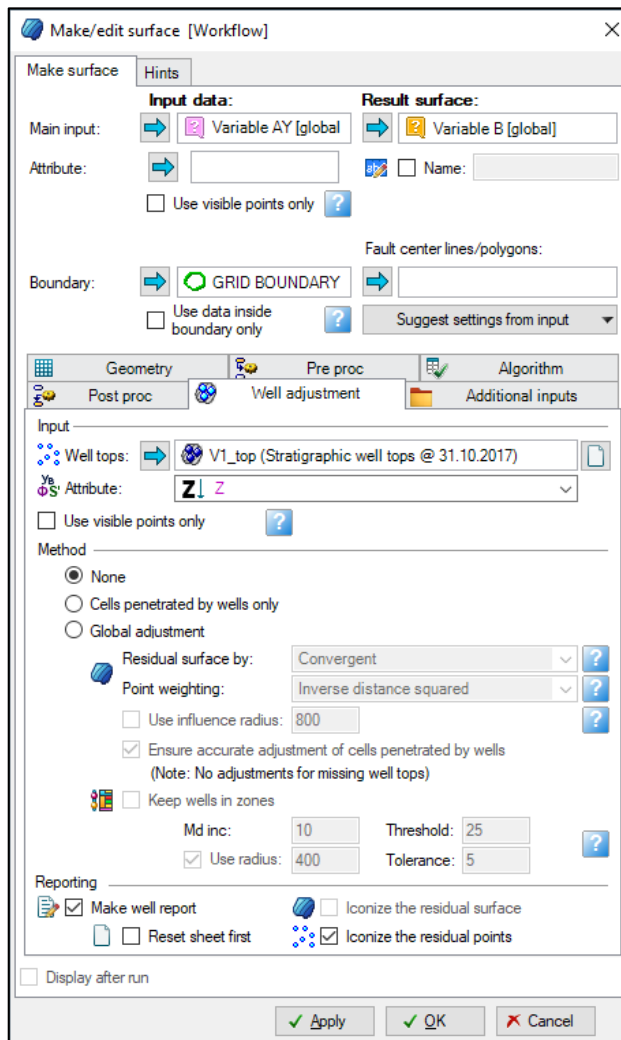 Make/edit surface [Workflow]
Make surface Hints
Input data: Result surface:
Main input: Variable AY [global Variable B [global]
Attribute: Name:
Use visible points only
Fault center lines/polygons:
Boundary: GRID BOUNDARY
Use data inside
boundary only Suggest settings from input
Geometry Pre proc Algorithm
Post proc Well adjustment Additional inputs
Input
Well tops: V1_top (Stratigraphic well tops @ 31.10.2017)
Attribute: Z Z
Use visible points only
Method
None
Cells penetrated by wells only
Global adjustment
Residual surface by: Convergent
Point weighting: Inverse distance squared
Use influence radius: 800
Ensure accurate adjustment of cells penetrated by wells
(Note: No adjustments for missing well tops)
Keep wells in zones
Md inc: 10 Threshold: 25
Use radius: 400 Tolerance: 5
Reporting
Make well report Iconize the residual surface
Reset sheet first Iconize the residual points
Display after run
Apply OK Cancel